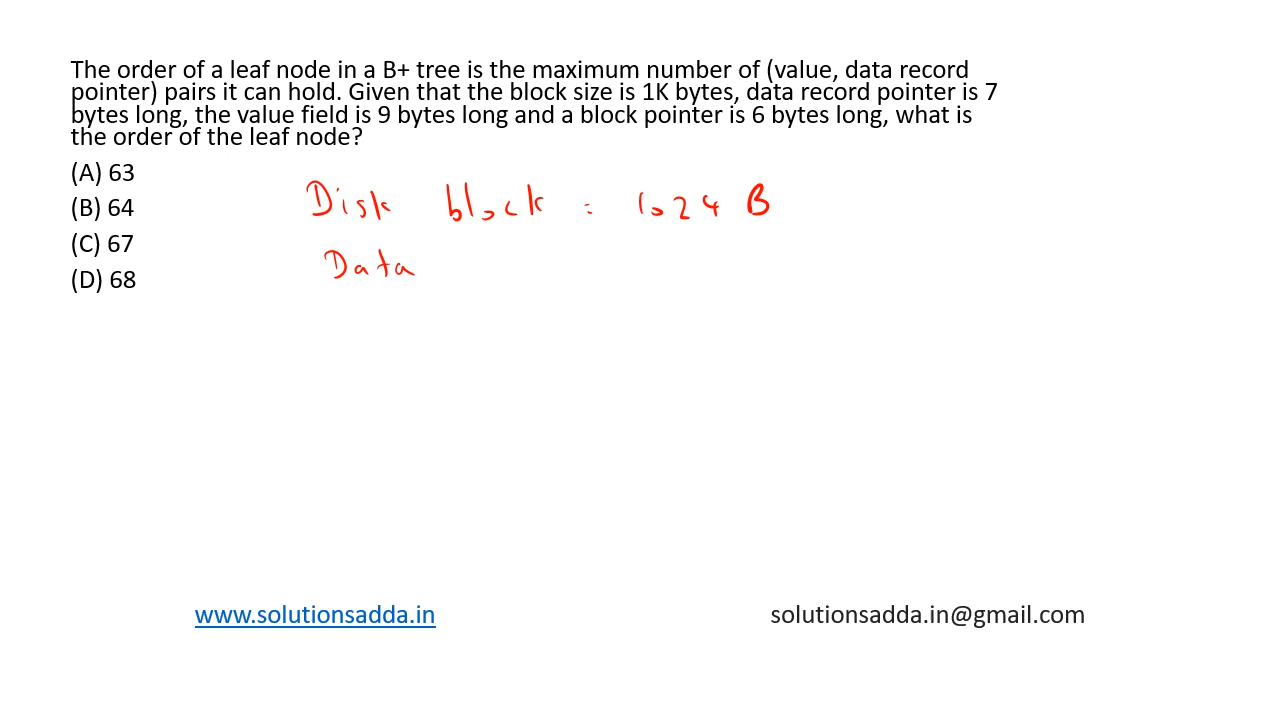 The order of a leaf node in a B+ tree is the maximum number of (value, data record
pointer) pairs it can hold. Given that the block size is 1K bytes, data record pointer is 7
bytes long, the value field is 9 bytes long and a block pointer is 6 bytes long, what is
the order of the leaf node?
(A) 63
(B) 64
(C) 67
(D) 68
Disk block = 1024 B
Data
www.solutionsadda.in
solutionsadda.in@gmail.com